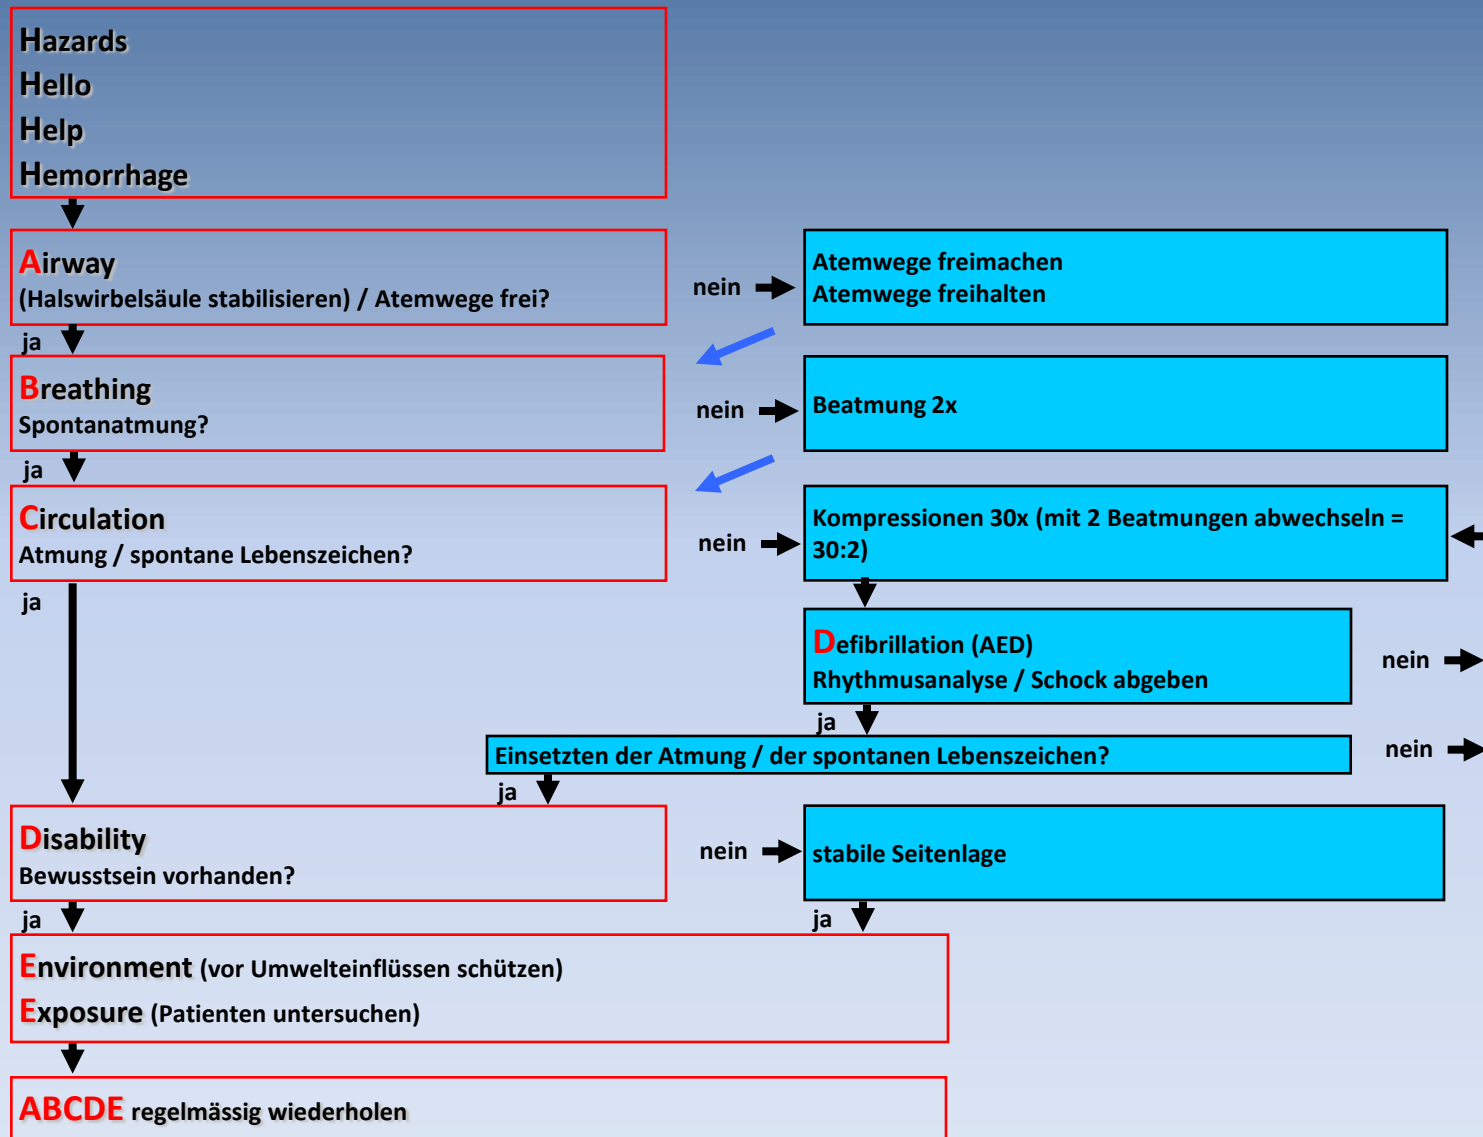 Hazards
Hello
Help
Hemorrhage
Airway
(Halswirbelsäule stabilisieren) / Atemwege frei?
nein
Atemwege freimachen
Atemwege freihalten
ja
Breathing
Spontanatmung?
nein
Beatmung 2x
ja
Circulation
Atmung / spontane Lebenszeichen?
nein
Kompressionen 30x (mit 2 Beatmungen abwechseln =
30:2)
ja
Defibrillation (AED)
Rhythmusanalyse / Schock abgeben
nein
ja
Einsetzten der Atmung / der spontanen Lebenszeichen?
nein
ja
Disability
Bewusstsein vorhanden?
nein
stabile Seitenlage
ja
ja
Environment (vor Umwelteinflüssen schützen)
Exposure (Patienten untersuchen)
ABCDE regelmässig wiederholen